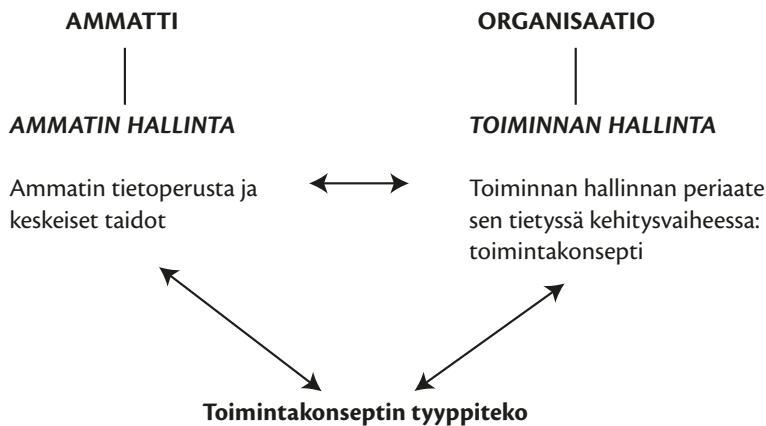 AMMATTI
ORGANISAATIO
AMMATIN HALLINTA
TOIMINNAN HALLINTA
Ammatin tietoperusta ja
keskeiset taidot
Toiminnan hallinnan periaate
sen tietyssä kehitysvaiheessa:
toimintakonsepti
Toimintakonseptin tyyppiteko